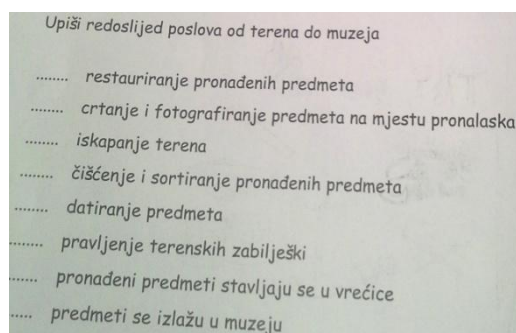 Upiši redoslijed poslova od terena do muzeja
........ restauriranje pronađenih predmeta
........ crtanje i fotografiranje predmeta na mjestu pronalaska
........ iskapanje terena
........ čišćenje i sortiranje pronađenih predmeta
........ datiranje predmeta
........ pravljenje terenskih zabilješki
....... pronađeni predmeti stavljaju se u vrećice
..... predmeti se izlažu u muzeju